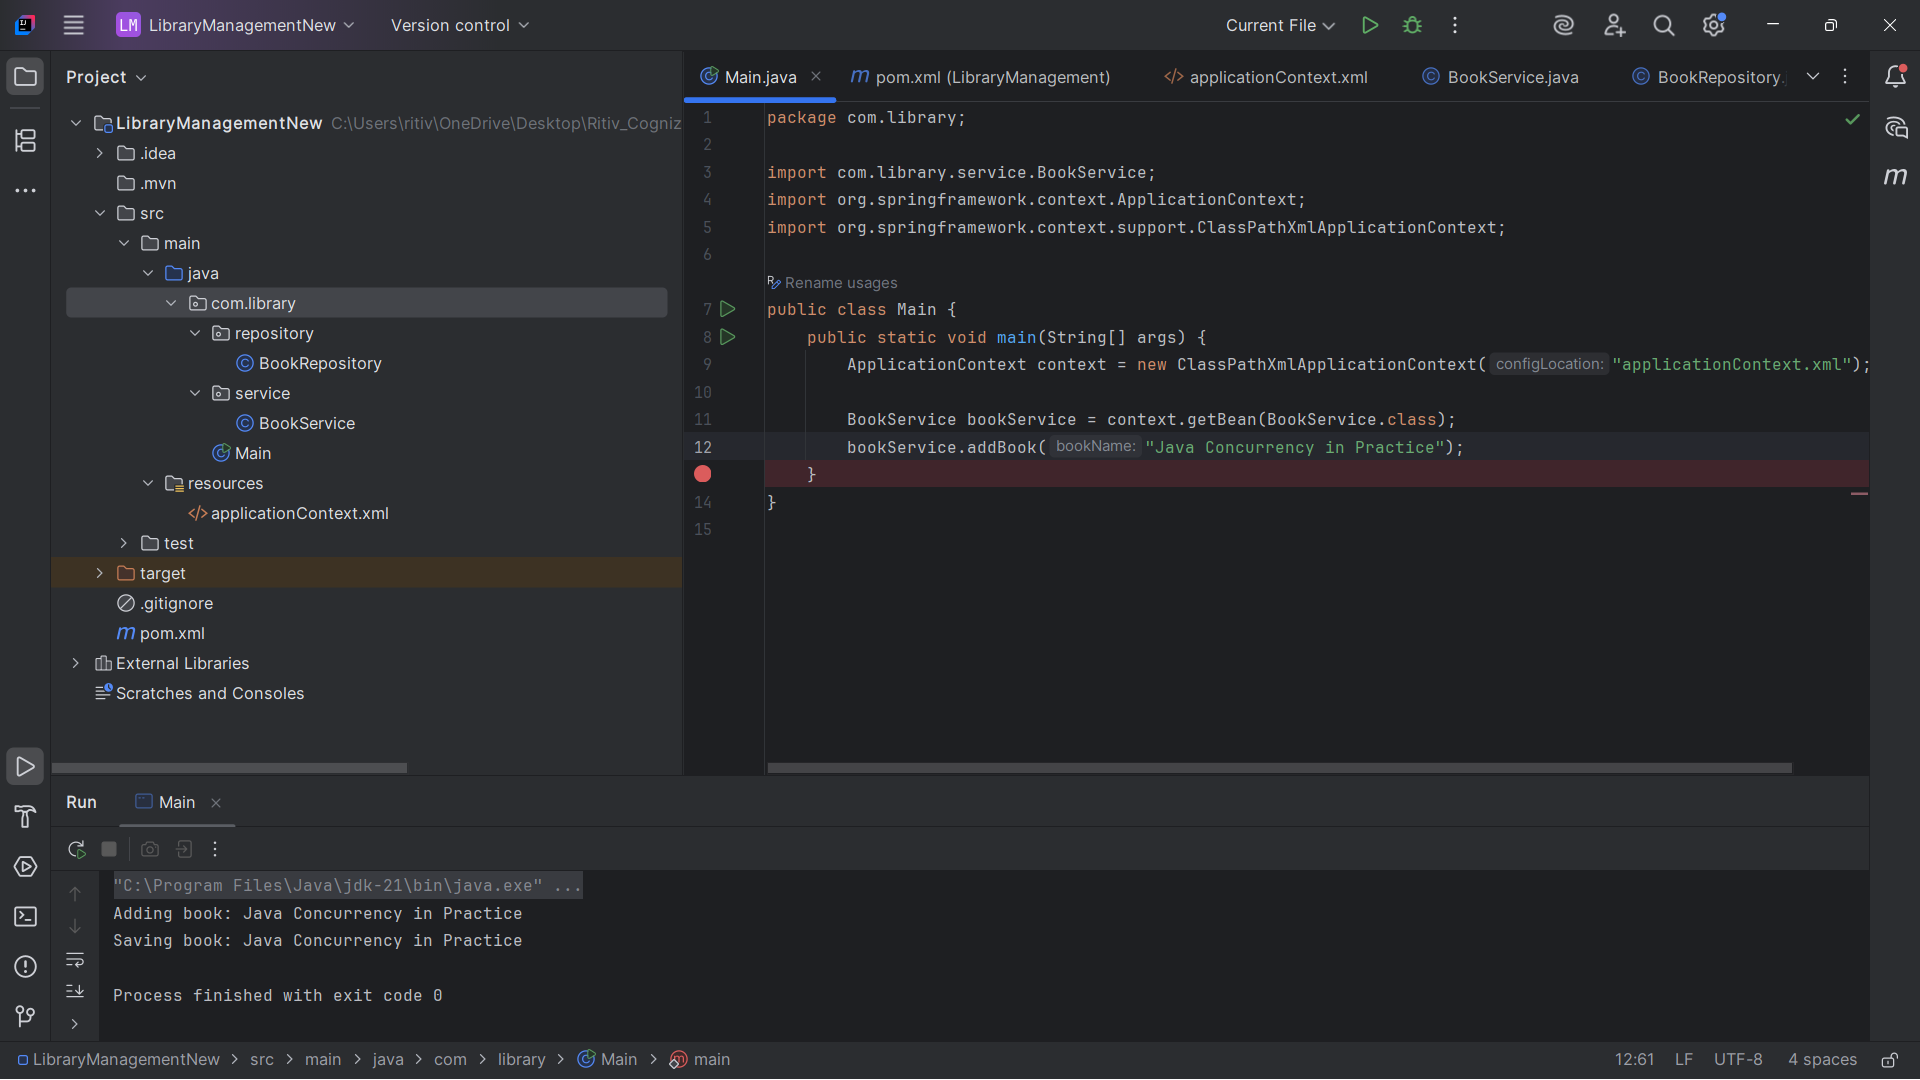 LM LibraryManagementNew Version control Current File
Project
LibraryManagementNew C:\Users\ritiv\OneDrive\Desktop\Ritiv_Cogniz
.idea
.mvn
src
main
java
com.library
repository
BookRepository
service
BookService
Main
resources
applicationContext.xml
test
target
.gitignore
pom.xml
External Libraries
Scratches and Consoles
Main.java pom.xml (LibraryManagement) applicationContext.xml BookService.java BookRepository.
1 package com.library;
2
3 import com.library.service.BookService;
4 import org.springframework.context.ApplicationContext;
5 import org.springframework.context.support.ClassPathXmlApplicationContext;
6
Rename usages
7 public class Main {
8 public static void main(String[] args) {
9 ApplicationContext context = new ClassPathXmlApplicationContext( configLocation: "applicationContext.xml");
10
11 BookService bookService = context.getBean(BookService.class);
12 bookService.addBook( bookName: "Java Concurrency in Practice");
}
14 }
15
Run Main
"C:\Program Files\Java\jdk-21\bin\java.exe" ...
Adding book: Java Concurrency in Practice
Saving book: Java Concurrency in Practice
Process finished with exit code 0
LibraryManagementNew > src > main > java > com > library > Main > main 12:61 LF UTF-8 4 spaces